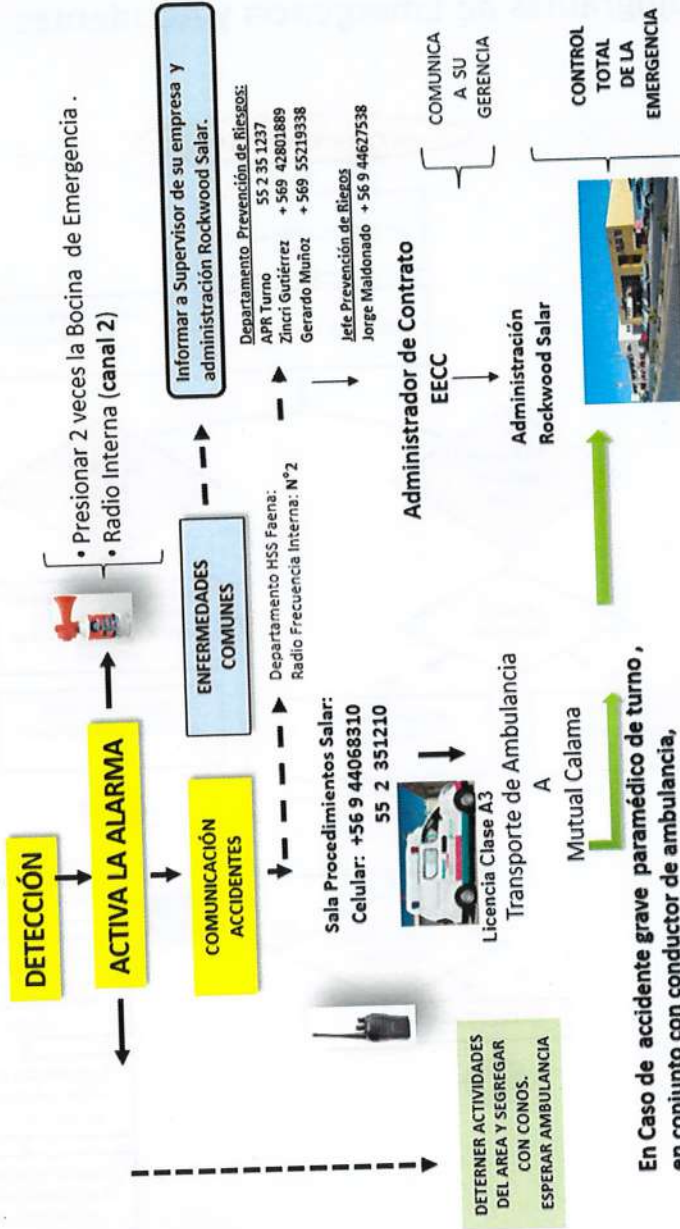 DETECCIÓN
ACTIVA LA ALARMA
• Presionar 2 veces la Bocina de Emergencia .
• Radio Interna (canal 2)
COMUNICACIÓN
ACCIDENTES
ENFERMEDADES
COMUNES
Informar a Supervisor de su empresa y
administración Rockwood Salar.
Departamento HSS Faena:
Radio Frecuencia Interna: N°2
Departamento Prevención de Riesgos:
APR Turno 55 2 35 1237
Zincri Gutiérrez + 569 42801889
Gerardo Muñoz + 569 55219338
Jefe Prevención de Riegos
Jorge Maldonado + 56 9 44627538
DETERNER ACTIVIDADES
DEL AREA Y SEGREGAR
CON CONOS.
ESPERAR AMBULANCIA
Sala Procedimientos Salar:
Celular: +56 9 44068310
55 2 351210
Licencia Clase A3
Transporte de Ambulancia
A
Mutual Calama
Administrador de Contrato
EECC
COMUNICA
A SU
GERENCIA
Administración
Rockwood Salar
CONTROL
TOTAL
DE LA
EMERGENCIA
En Caso de accidente grave paramédico de turno ,
en conjunto con conductor de ambulancia,